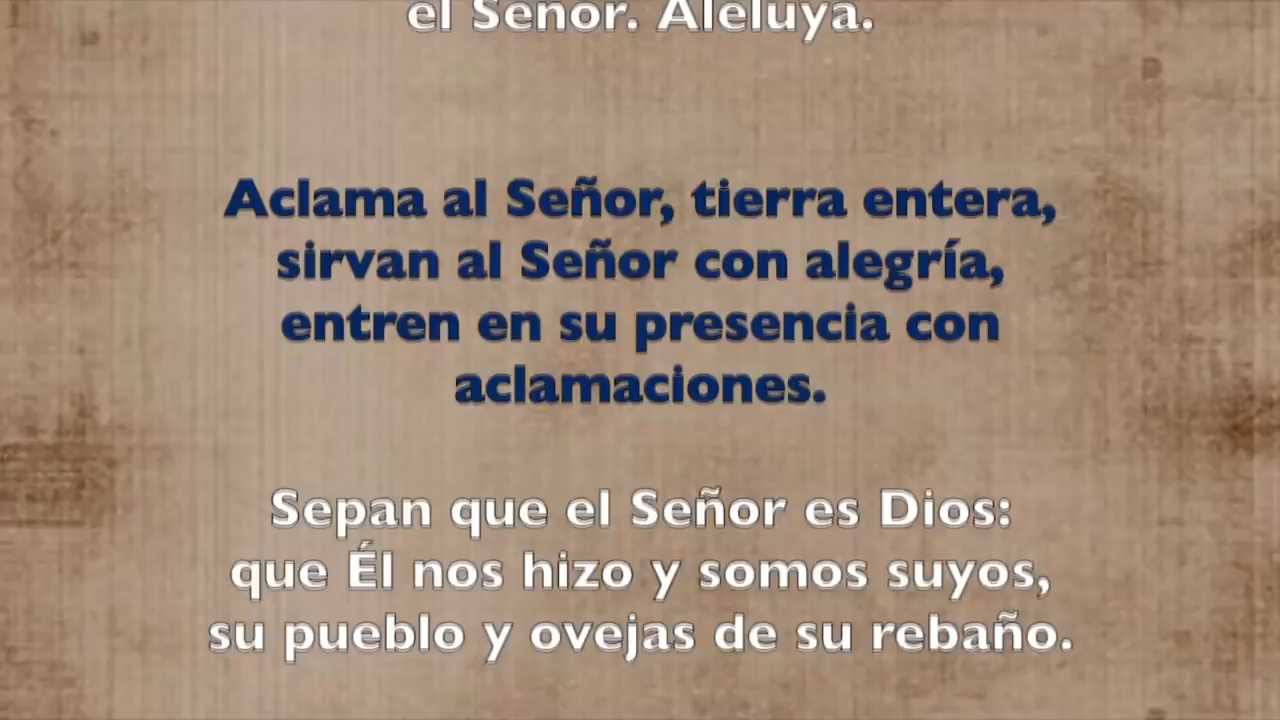 el Señor. Aleluya.
Aclama al Señor, tierra entera,
sirvan al Señor con alegría,
entren en su presencia con
aclamaciones.
Sepan que el Señor es Dios:
que Él nos hizo y somos suyos,
su pueblo y ovejas de su rebaño.